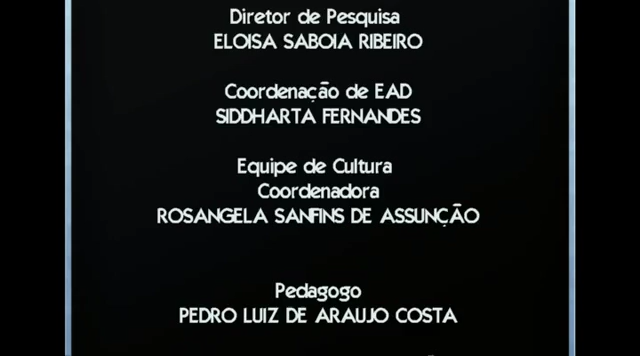 Diretor de Pesquisa
ELOISA SABOIA RIBEIRO
Coordenação de EAD
SIDDHARTA FERNANDES
Equipe de Cultura
Coordenadora
ROSANGELA SANFINS DE ASSUNÇÃO
Pedagogo
PEDRO LUIZ DE ARAUJO COSTA